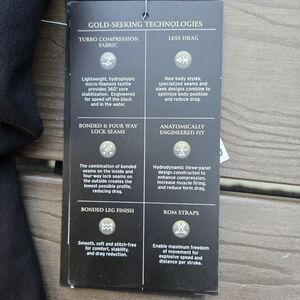 GOLD-SEEKING TECHNOLOGIES
TURBO COMPRESSION
FABRIC
Lightweight, hydrophobic
micro-filament textile
provides 360° core
stabilization. Engineered
for speed off the block
and in the water.
LESS DRAG
New body styles,
specialized seams and
sleek designs combine to
optimize body position
and reduce drag.
BONDED & FOUR WAY
LOCK SEAMS
The combination of bonded
seams on the inside and
four-way lock seams on
the outside creates the
lowest possible profile,
reducing drag.
ANATOMICALLY
ENGINEERED FIT
Hydrodynamic three-panel
design constructed to
enhance compression,
increase muscle firing,
and reduce form drag.
BONDED LEG FINISH
Smooth, soft and stitch-free
for comfort, stability,
and drag reduction.
ROM STRAPS
Enable maximum freedom
of movement for
explosive speed and
distance per stroke.